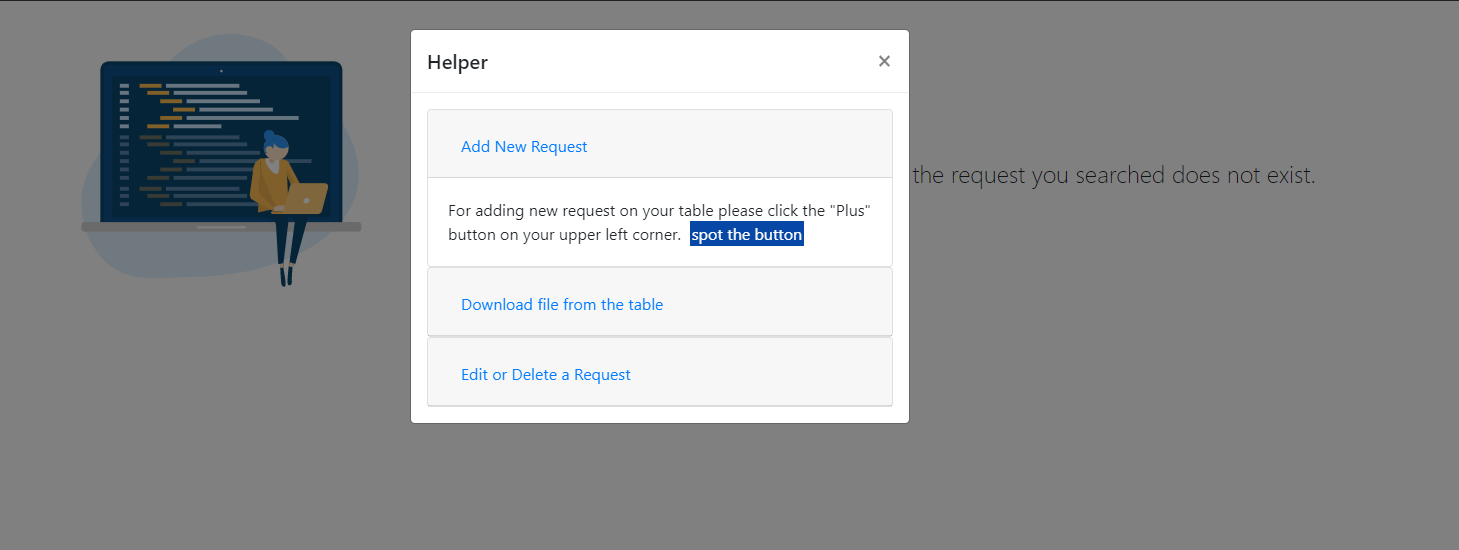 Helper
×
Add New Request
For adding new request on your table please click the "Plus"
button on your upper left corner. spot the button
Download file from the table
Edit or Delete a Request
the request you searched does not exist.